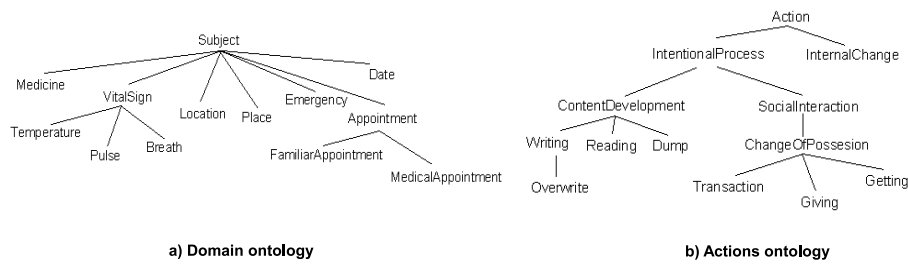 Subject
Medicine
VitalSign
Location
Place
Emergency
Date
Appointment
Temperature
Pulse
Breath
FamiliarAppointment
MedicalAppointment
a) Domain ontology
Action
IntentionalProcess
InternalChange
ContentDevelopment
SocialInteraction
Writing
Reading
Dump
ChangeOfPossesion
Overwrite
Transaction
Giving
Getting
b) Actions ontology